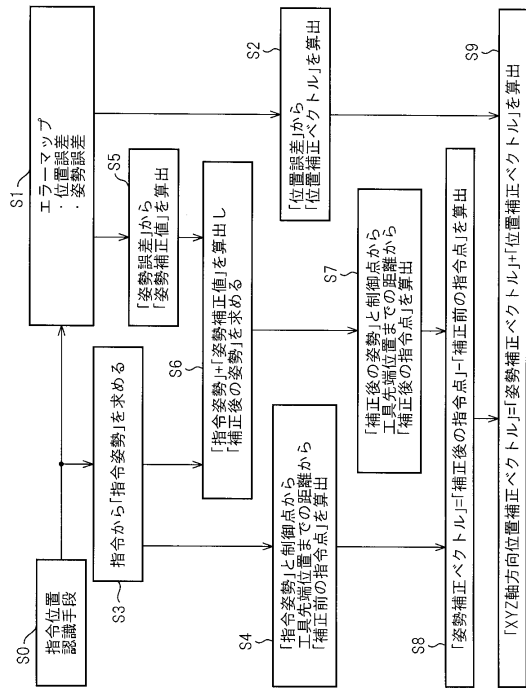 S0
指令位置
認識手段
S1
エラーマップ
・位置誤差
・姿勢誤差
S3
指令から「指令姿勢」を求める
S5
「姿勢誤差」から
「姿勢補正値」を算出
S2
「位置誤差」から
「位置補正ベクトル」を算出
S6
「指令姿勢」+「姿勢補正値」を算出し
「補正後の姿勢」を求める
S4
「指令姿勢」と制御点から
工具先端位置までの距離から
「補正前の指令点」を算出
S7
「補正後の姿勢」と制御点から
工具先端位置までの距離から
「補正後の指令点」を算出
S8
「姿勢補正ベクトル」=「補正後の指令点」-「補正前の指令点」を算出
S9
「XYZ軸方向位置補正ベクトル」=「姿勢補正ベクトル」+「位置補正ベクトル」を算出